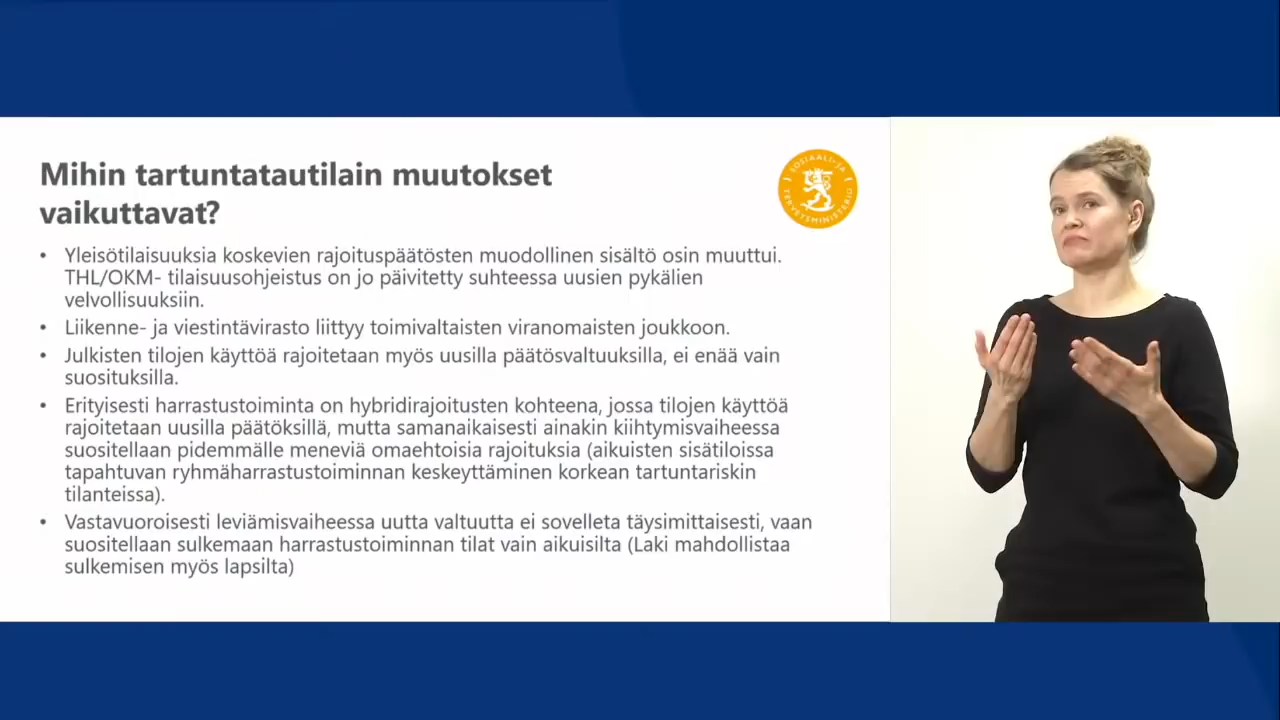 Mihin tartuntatautilain muutokset
vaikuttavat?
SOSIAALI- JA
TERVEYSMINISTERIÖ
• Yleisötilaisuuksia koskevien rajoituspäätösten muodollinen sisältö osin muuttui.
THL/OKM- tilaisuusohjeistus on jo päivitetty suhteessa uusien pykälien
velvollisuuksiin.
• Liikenne- ja viestintävirasto liittyy toimivaltaisten viranomaisten joukkoon.
• Julkisten tilojen käyttöä rajoitetaan myös uusilla päätösvaltuuksilla, ei enää vain
suosituksilla.
• Erityisesti harrastustoiminta on hybridirajoitusten kohteena, jossa tilojen käyttöä
rajoitetaan uusilla päätöksillä, mutta samanaikaisesti ainakin kiihtymisvaiheessa
suositellaan pidemmälle meneviä omaehtoisia rajoituksia (aikuisten sisätiloissa
tapahtuvan ryhmäharrastustoiminnan keskeyttäminen korkean tartuntariskin
tilanteissa).
• Vastavuoroisesti leviämisvaiheessa uutta valtuutta ei sovelleta täysimittaisesti, vaan
suositellaan sulkemaan harrastustoiminnan tilat vain aikuisilta (Laki mahdollistaa
sulkemisen myös lapsilta)